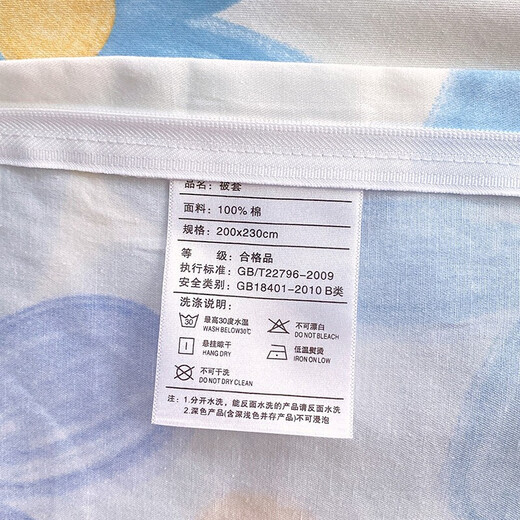 品名：被套
面料：100% 棉
规格：200x230cm
等 级：合格品
执行标准：GB/T22796-2009
安全类别：GB18401-2010 B类
洗涤说明：
30 最高30度水温 不可漂白
WASH BELOW30℃ DO NOT BLEACH
悬挂晾干 低温熨烫
HANG DRY IRON ON LOW
不可干洗
DO NOT DRY CLEAN
注：1.分开水洗，能反面水洗的产品请反面水洗
2.深色产品(含深浅色并存产品)不可浸泡